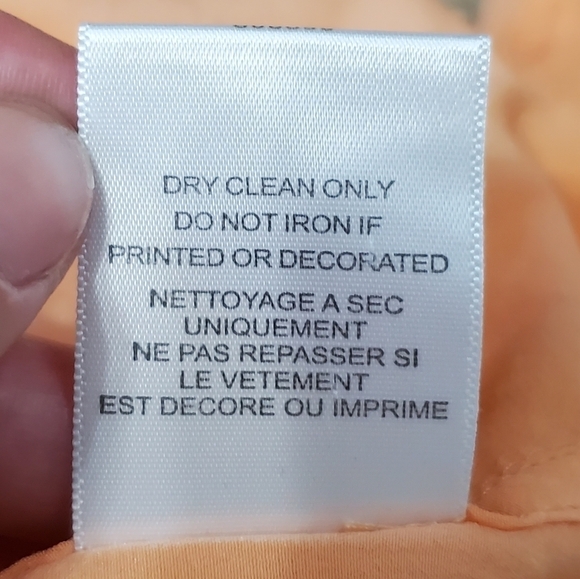 DRY CLEAN ONLY
DO NOT IRON IF
PRINTED OR DECORATED
NETTOYAGE A SEC
UNIQUEMENT
NE PAS REPASSER SI
LE VETEMENT
EST DECORE OU IMPRIME